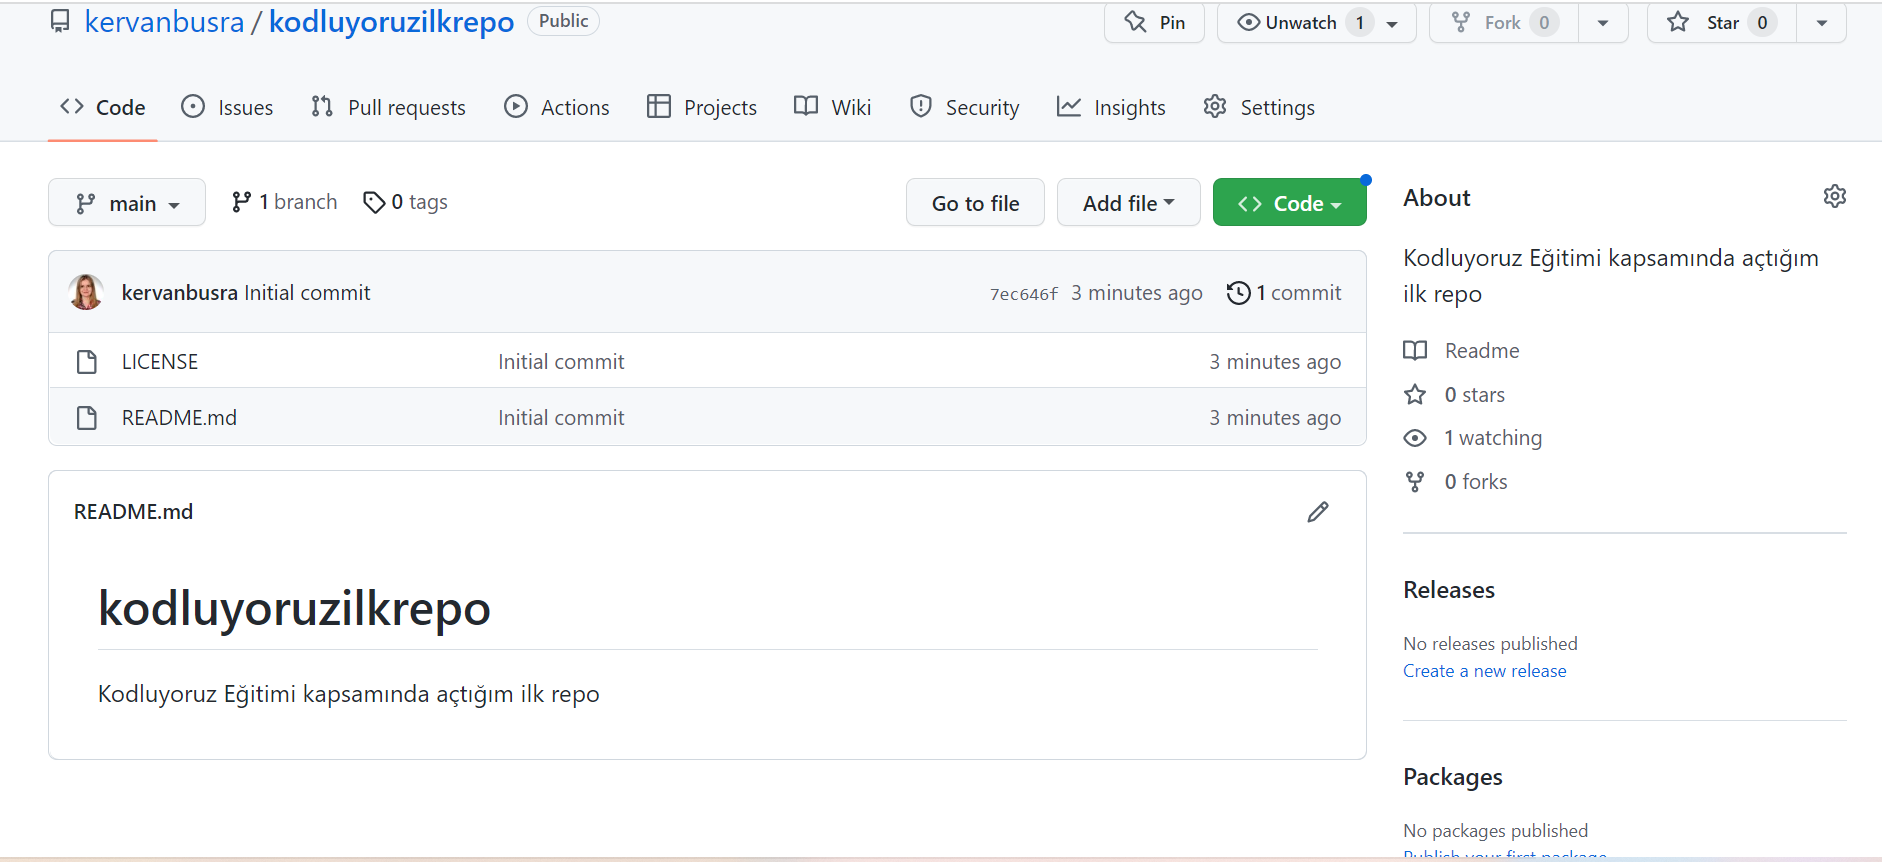 kervanbusra / kodluyoruzilkrepo Public
Pin Unwatch 1 Fork 0 Star 0
Code Issues Pull requests Actions Projects Wiki Security Insights Settings
main 1 branch 0 tags Go to file Add file Code
kervanbusra Initial commit 7ec646f 3 minutes ago 1 commit
LICENSE Initial commit 3 minutes ago
README.md Initial commit 3 minutes ago
README.md
kodluyoruzilkrepo
Kodluyoruz Eğitimi kapsamında açtığım ilk repo
About
Kodluyoruz Eğitimi kapsamında açtığım
ilk repo
Readme
0 stars
1 watching
0 forks
Releases
No releases published
Create a new release
Packages
No packages published
Publish your first package